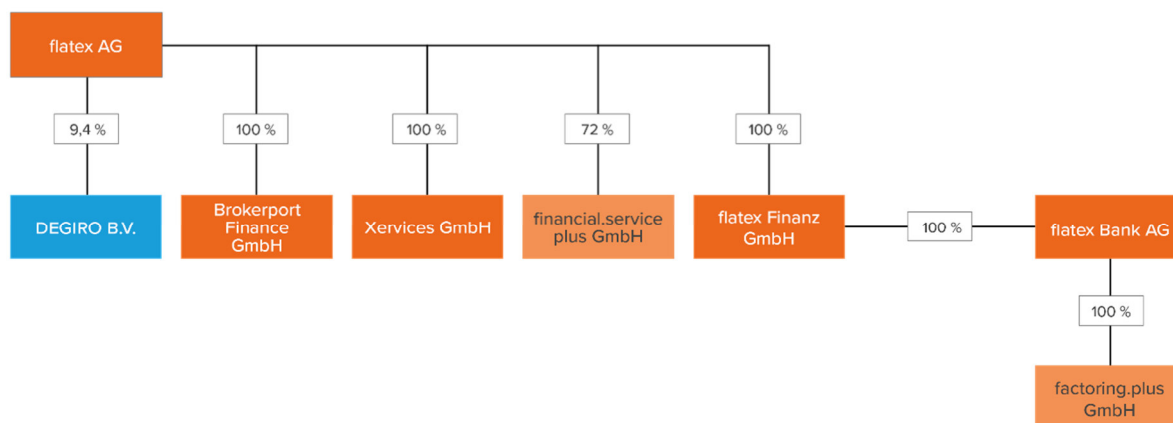 flatex AG
9,4 %
100 %
100 %
72 %
100 %
DEGIRO B.V.
Brokerport
Finance
GmbH
Xervices GmbH
financial.service
plus GmbH
flatex Finanz
GmbH
100 %
flatex Bank AG
100 %
factoring.plus
GmbH